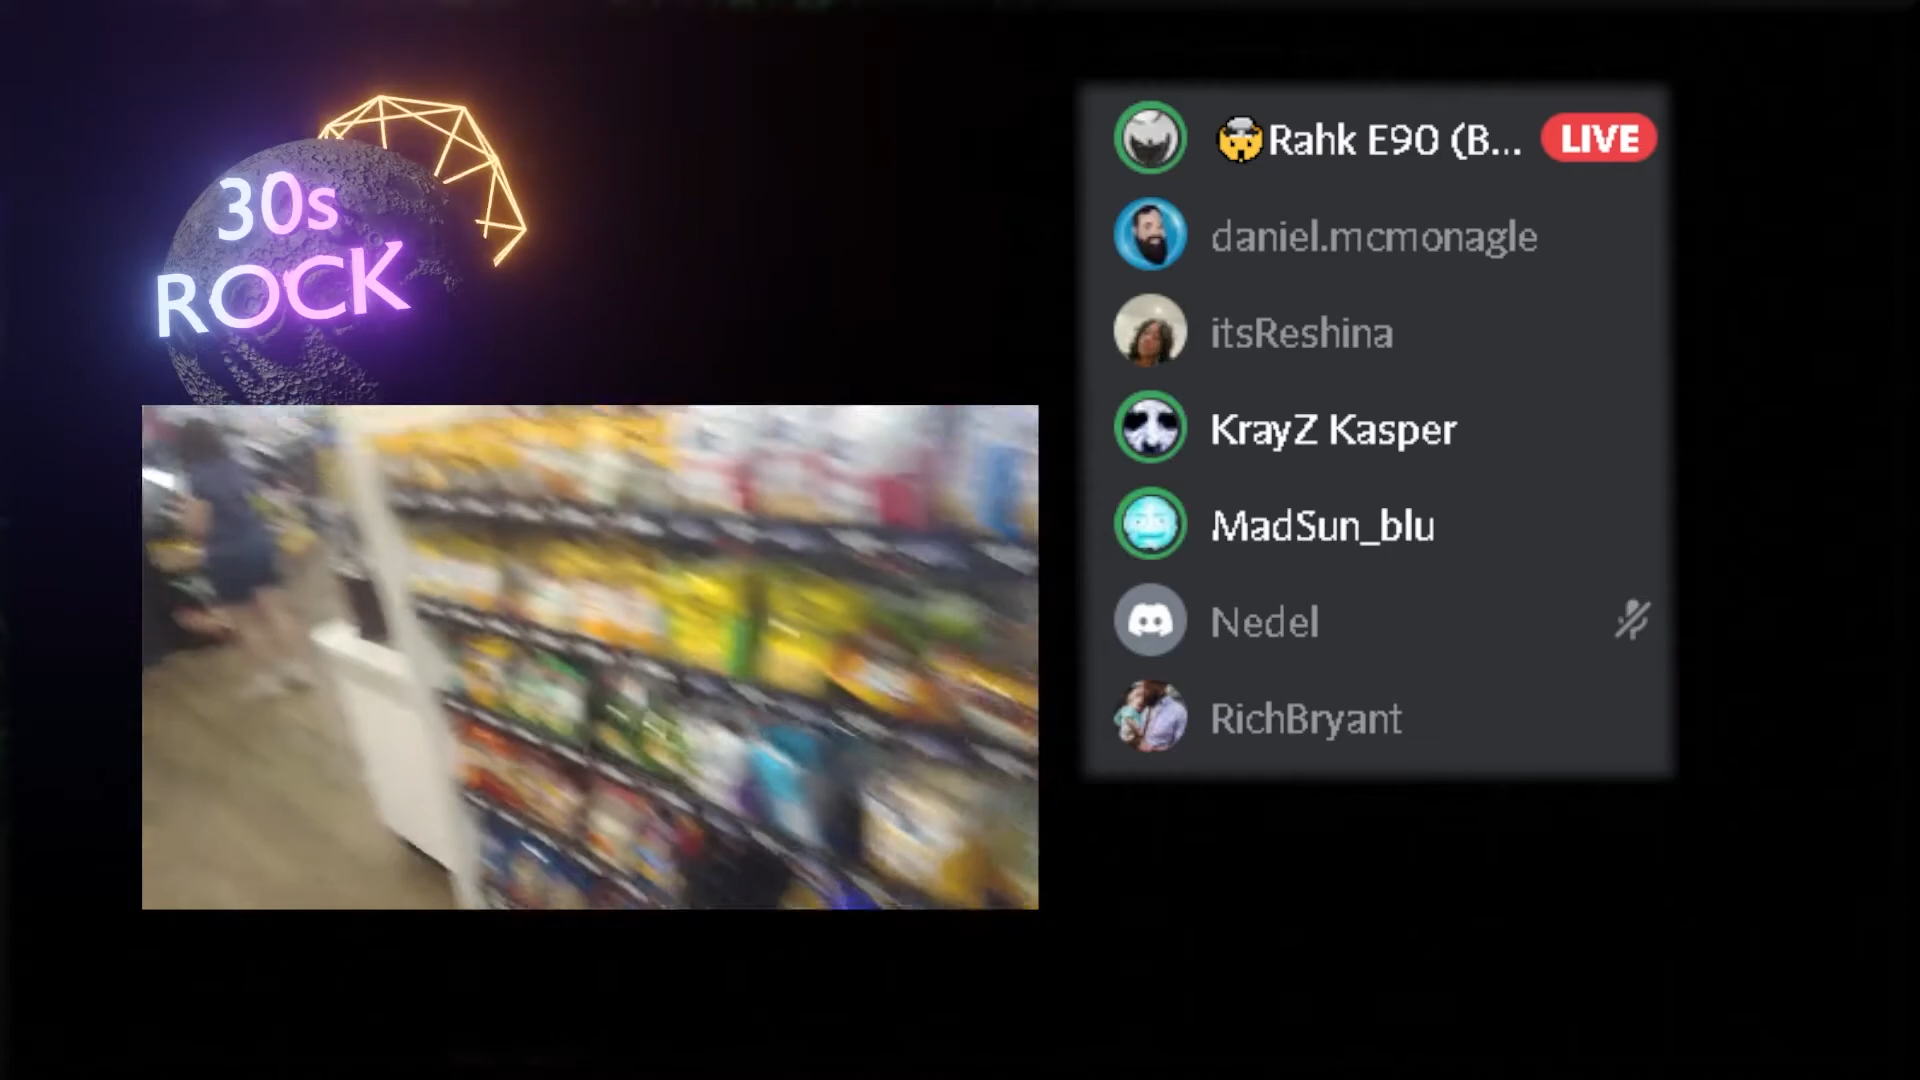 30s
ROCK
🤯Rahk E90 (B... LIVE
daniel.mcmonagle
itsReshina
KrayZ Kasper
MadSun_blu
Nedel
RichBryant